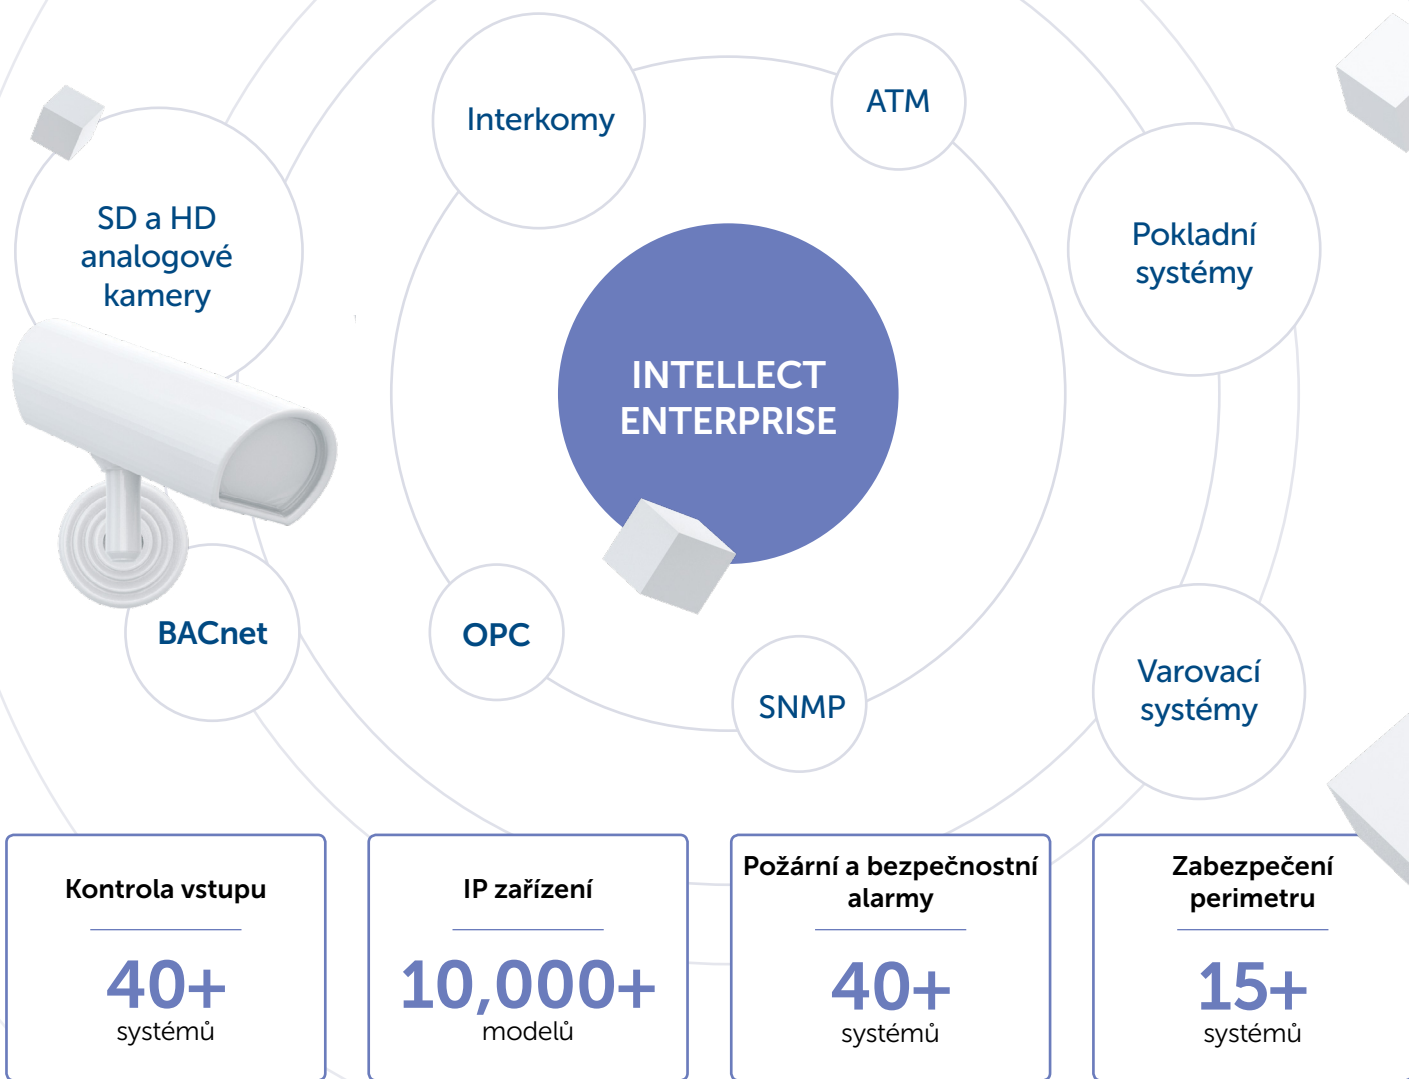 Interkomy
ATM
SD a HD
analogové
kamery
Pokladní
systémy
INTELLECT
ENTERPRISE
BACnet
OPC
SNMP
Varovací
systémy
Kontrola vstupu
40+
systémů
IP zařízení
10,000+
modelů
Požární a bezpečnostní
alarmy
40+
systémů
Zabezpečení
perimetru
15+
systémů